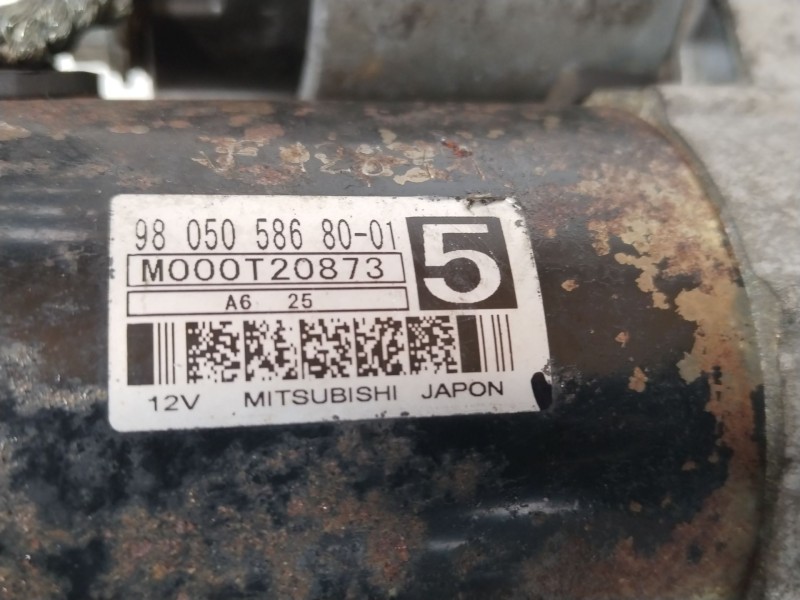 98 050 586 80-01
5
M000T20873
A6 25
12V MITSUBISHI JAPON